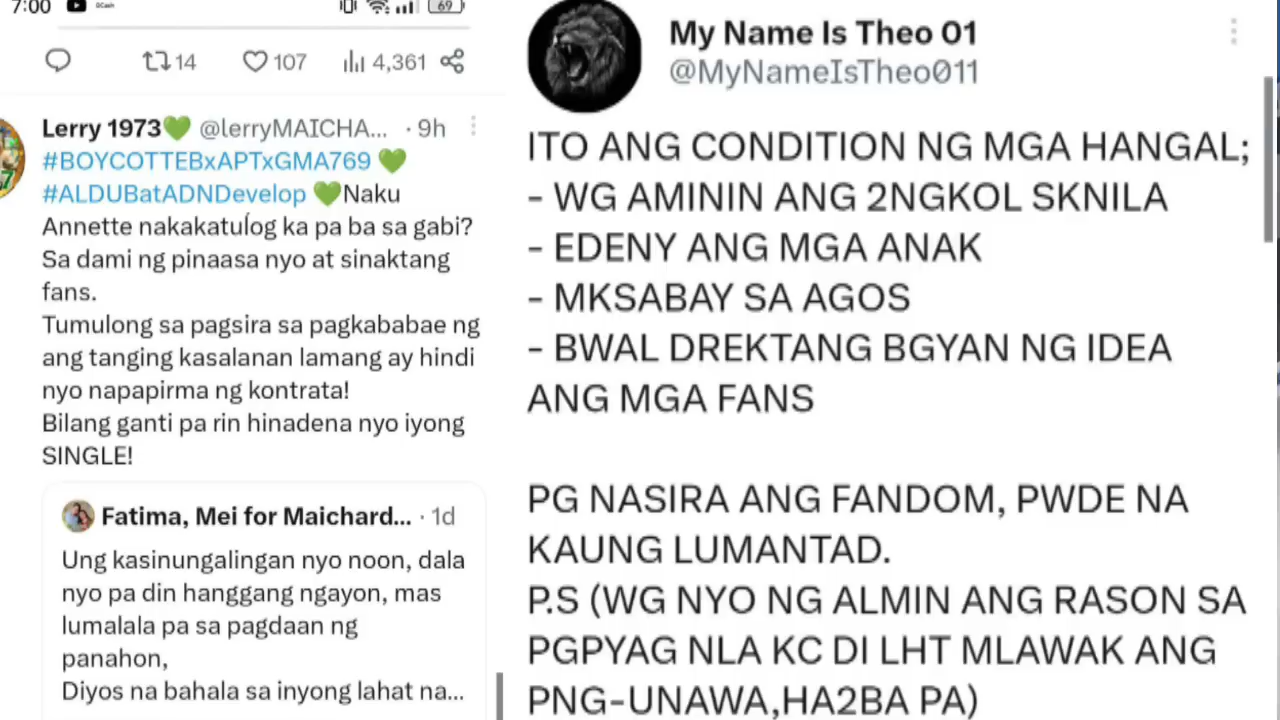 7:00
GCash
69
14
107
4,361
Lerry 1973💚 @lerryMAICHA... · 9h
#BOYCOTTEBxAPTxGMA769 💚
#ALDUBatADNDevelop 💚Naku
Annette nakakatulog ka pa ba sa gabi?
Sa dami ng pinaasa nyo at sinaktang
fans.
Tumulong sa pagsira sa pagkababae ng
ang tanging kasalanan lamang ay hindi
nyo napapirma ng kontrata!
Bilang ganti pa rin hinadena nyo iyong
SINGLE!
Fatima, Mei for Maichard... · 1d
Ung kasinungalingan nyo noon, dala
nyo pa din hanggang ngayon, mas
lumalala pa sa pagdaan ng
panahon,
Diyos na bahala sa inyong lahat na...
My Name Is Theo 01
@MyNameIsTheo011
ITO ANG CONDITION NG MGA HANGAL;
- WG AMININ ANG 2NGKOL SKNILA
- EDENY ANG MGA ANAK
- MKSABAY SA AGOS
- BWAL DREKTANG BGYAN NG IDEA
ANG MGA FANS
PG NASIRA ANG FANDOM, PWDE NA
KAUNG LUMANTAD.
P.S (WG NYO NG ALMIN ANG RASON SA
PGPYAG NLA KC DI LHT MLAWAK ANG
PNG-UNAWA,HA2BA PA)